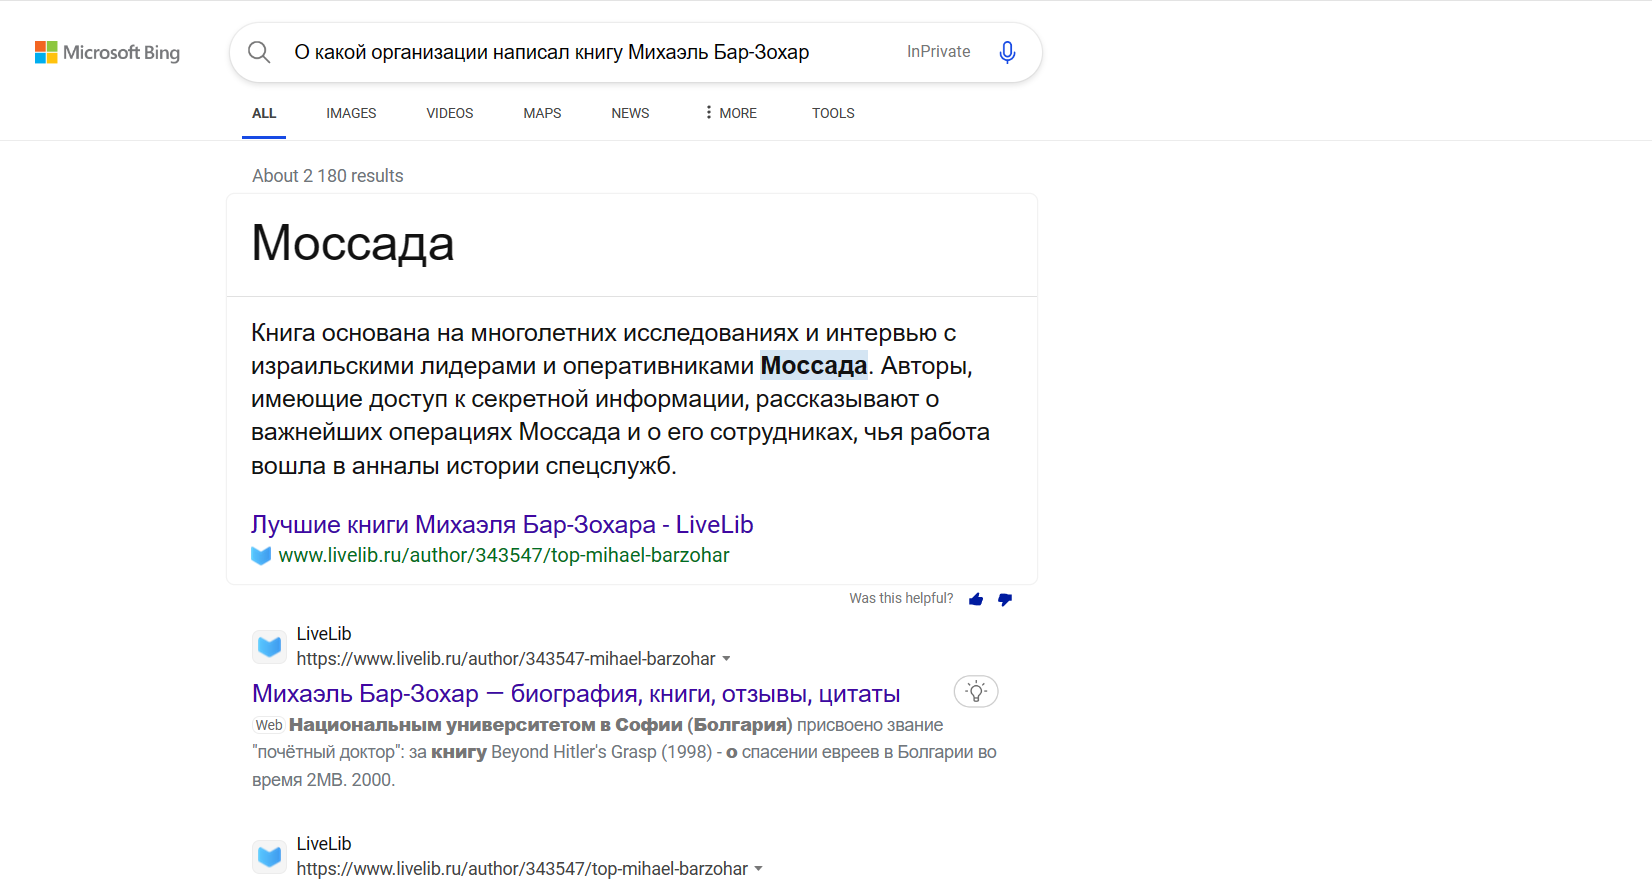 Microsoft Bing
О какой организации написал книгу Михаэль Бар-Зохар
InPrivate
ALL IMAGES VIDEOS MAPS NEWS MORE TOOLS
About 2 180 results
Моссада
Книга основана на многолетних исследованиях и интервью с
израильскими лидерами и оперативниками Моссада. Авторы,
имеющие доступ к секретной информации, рассказывают о
важнейших операциях Моссада и о его сотрудниках, чья работа
вошла в анналы истории спецслужб.
Лучшие книги Михаэля Бар-Зохара - LiveLib
www.livelib.ru/author/343547/top-mihael-barzohar
Was this helpful?
LiveLib
https://www.livelib.ru/author/343547-mihael-barzohar
Михаэль Бар-Зохар — биография, книги, отзывы, цитаты
Web Национальным университетом в Софии (Болгария) присвоено звание
"почётный доктор": за книгу Beyond Hitler's Grasp (1998) - о спасении евреев в Болгарии во
время 2МВ. 2000.
LiveLib
https://www.livelib.ru/author/343547/top-mihael-barzohar